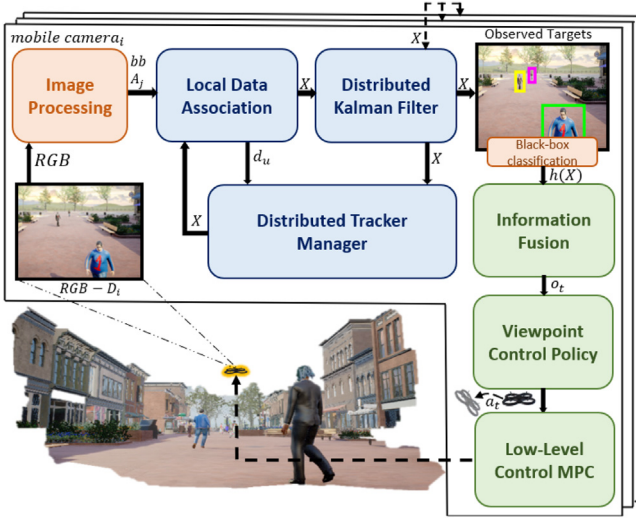 mobile camera_i
Observed Targets
Image
Processing
bb
A_j
Local Data
Association
X
Distributed
Kalman Filter
X
X
Black-box
classification
RGB
d_u
X
h(X)
X
Distributed Tracker
Manager
Information
Fusion
RGB − D_i
o_t
Viewpoint
Control Policy
a_t
Low-Level
Control MPC